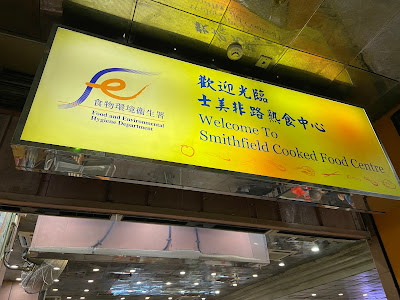 食物環境衞生署
Food and Environmental
Hygiene Department
歡迎光臨
士美非路熟食中心
Welcome To
Smithfield Cooked Food Centre